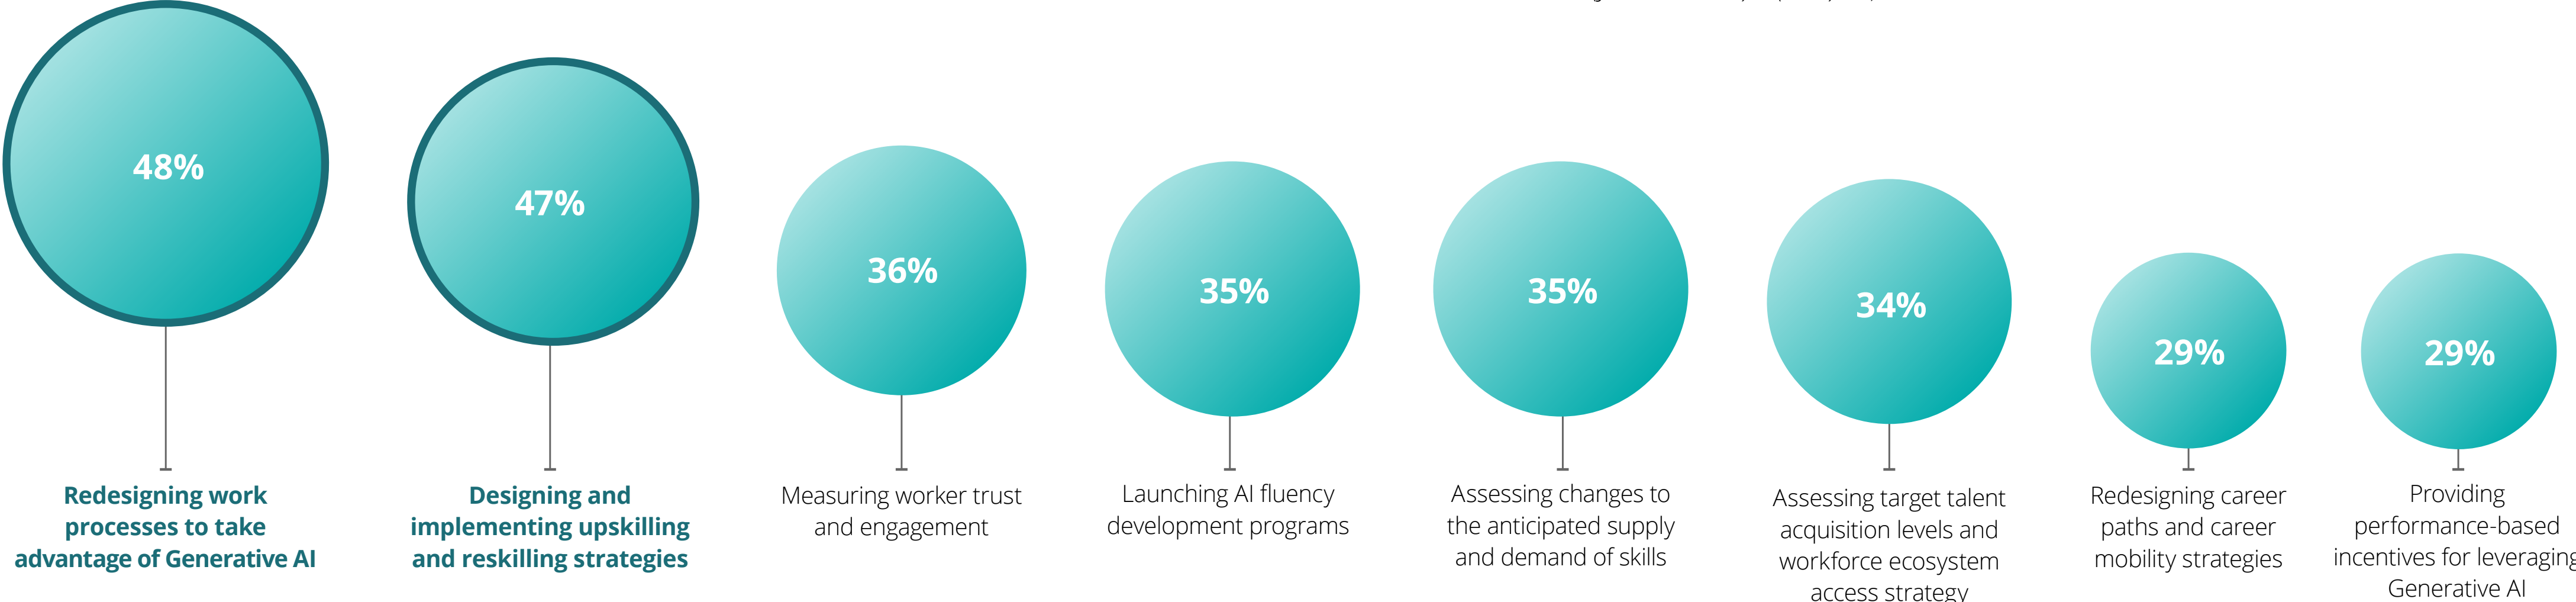 48%
47%
36%
35%
35%
34%
29%
29%
Redesigning work
processes to take
advantage of Generative AI
Designing and
implementing upskilling
and reskilling strategies
Measuring worker trust
and engagement
Launching AI fluency
development programs
Assessing changes to
the anticipated supply
and demand of skills
Assessing target talent
acquisition levels and
workforce ecosystem
access strategy
Redesigning career
paths and career
mobility strategies
Providing
performance-based
incentives for leveraging
Generative AI